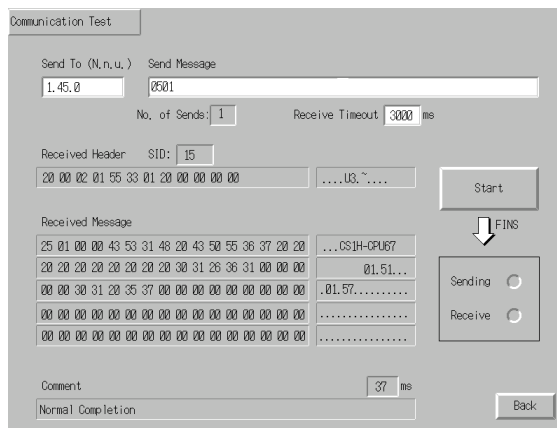 Communication Test
Send To (N.n.u.) Send Message
1.45.0 0501
No. of Sends: 1 Receive Timeout 3000 ms
Received Header SID: 15
20 00 02 01 55 33 01 20 00 00 00 00 ....U3.~....
Start
FINS
Received Message
25 01 00 00 43 53 31 48 20 43 50 55 36 37 20 20 ...CS1H-CPU67
20 20 20 20 20 20 20 20 30 31 26 36 31 00 00 00 01.51...
00 00 30 31 20 35 37 00 00 00 00 00 00 00 00 00 .01.57.........
00 00 00 00 00 00 00 00 00 00 00 00 00 00 00 00 ................
00 00 00 00 00 00 00 00 00 00 00 00 00 00 00 00 ................
Sending
Receive
Comment 37 ms
Normal Completion
Back